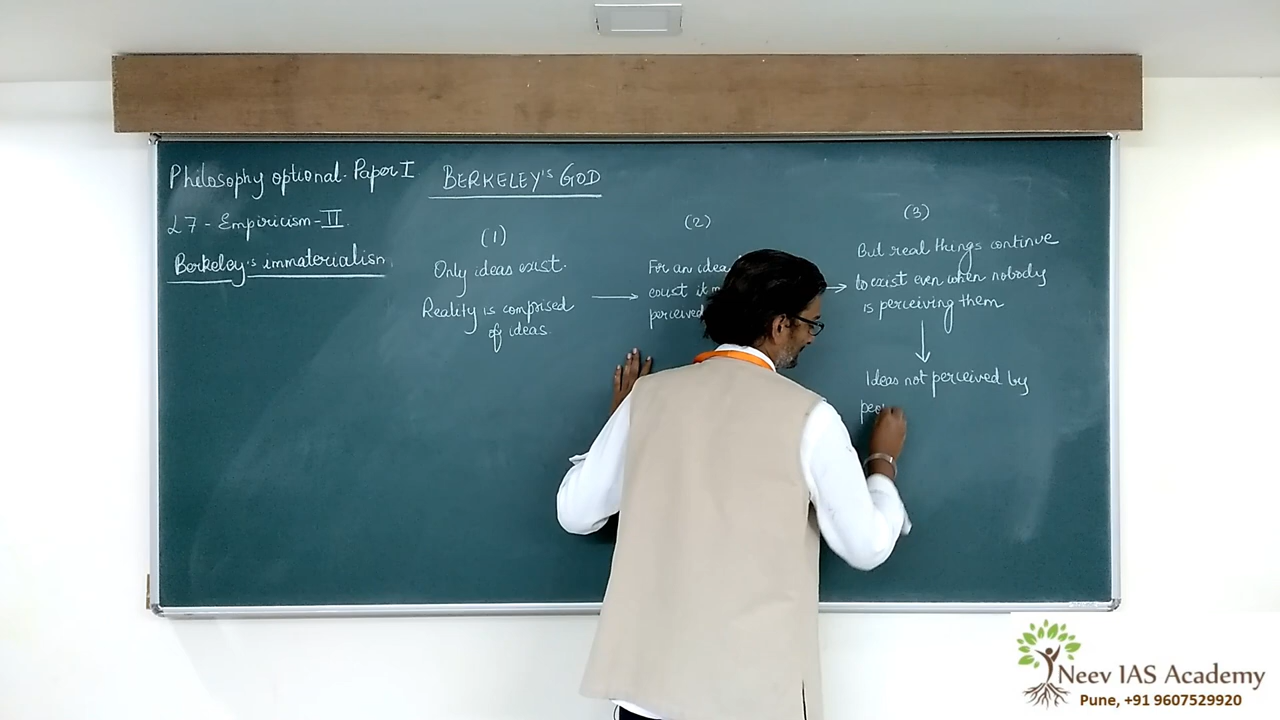 Philosophy optional - Paper I
BERKELEY'S GOD
L7 - Empiricism - II
Berkeley's immaterialism
(1)
Only ideas exist.
Reality is comprised
of ideas.
(2)
For an idea
exist it
perceived
(3)
But real things continue
to exist even when nobody
is perceiving them
Ideas not perceived by
Neev IAS Academy
Pune, +91 9607529920